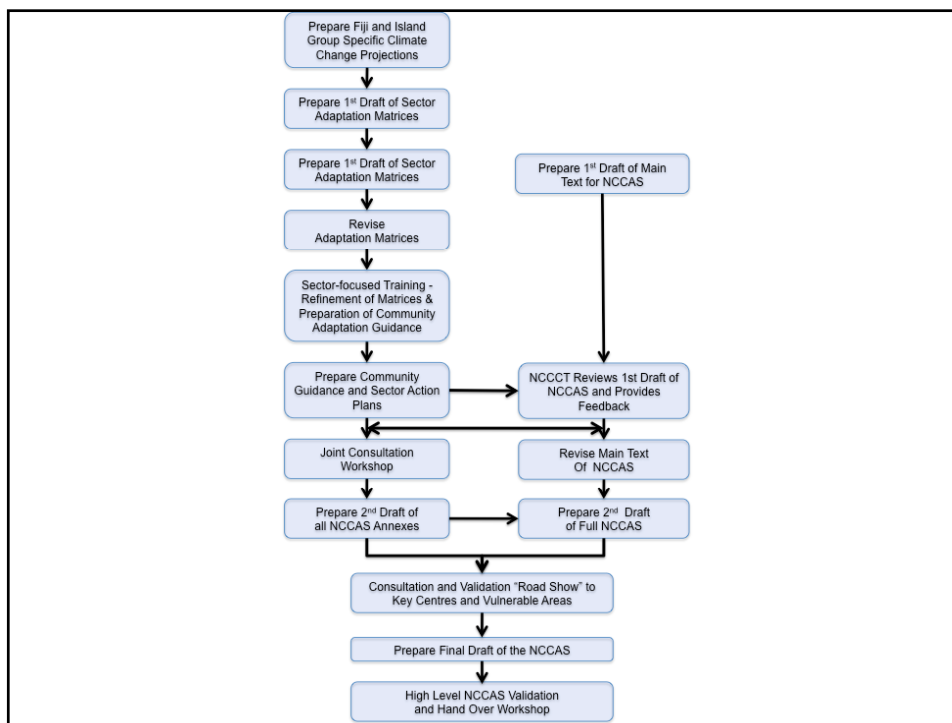 Prepare Fiji and Island
Group Specific Climate
Change Projections
Prepare 1st Draft of Sector
Adaptation Matrices
Prepare 1st Draft of Sector
Adaptation Matrices
Revise
Adaptation Matrices
Sector-focused Training -
Refinement of Matrices &
Preparation of Community
Adaptation Guidance
Prepare Community
Guidance and Sector Action
Plans
Prepare 1st Draft of Main
Text for NCCAS
NCCCT Reviews 1st Draft of
NCCAS and Provides
Feedback
Joint Consultation
Workshop
Revise Main Text
Of NCCAS
Prepare 2nd Draft of
all NCCAS Annexes
Prepare 2nd Draft
of Full NCCAS
Consultation and Validation “Road Show” to
Key Centres and Vulnerable Areas
Prepare Final Draft of the NCCAS
High Level NCCAS Validation
and Hand Over Workshop